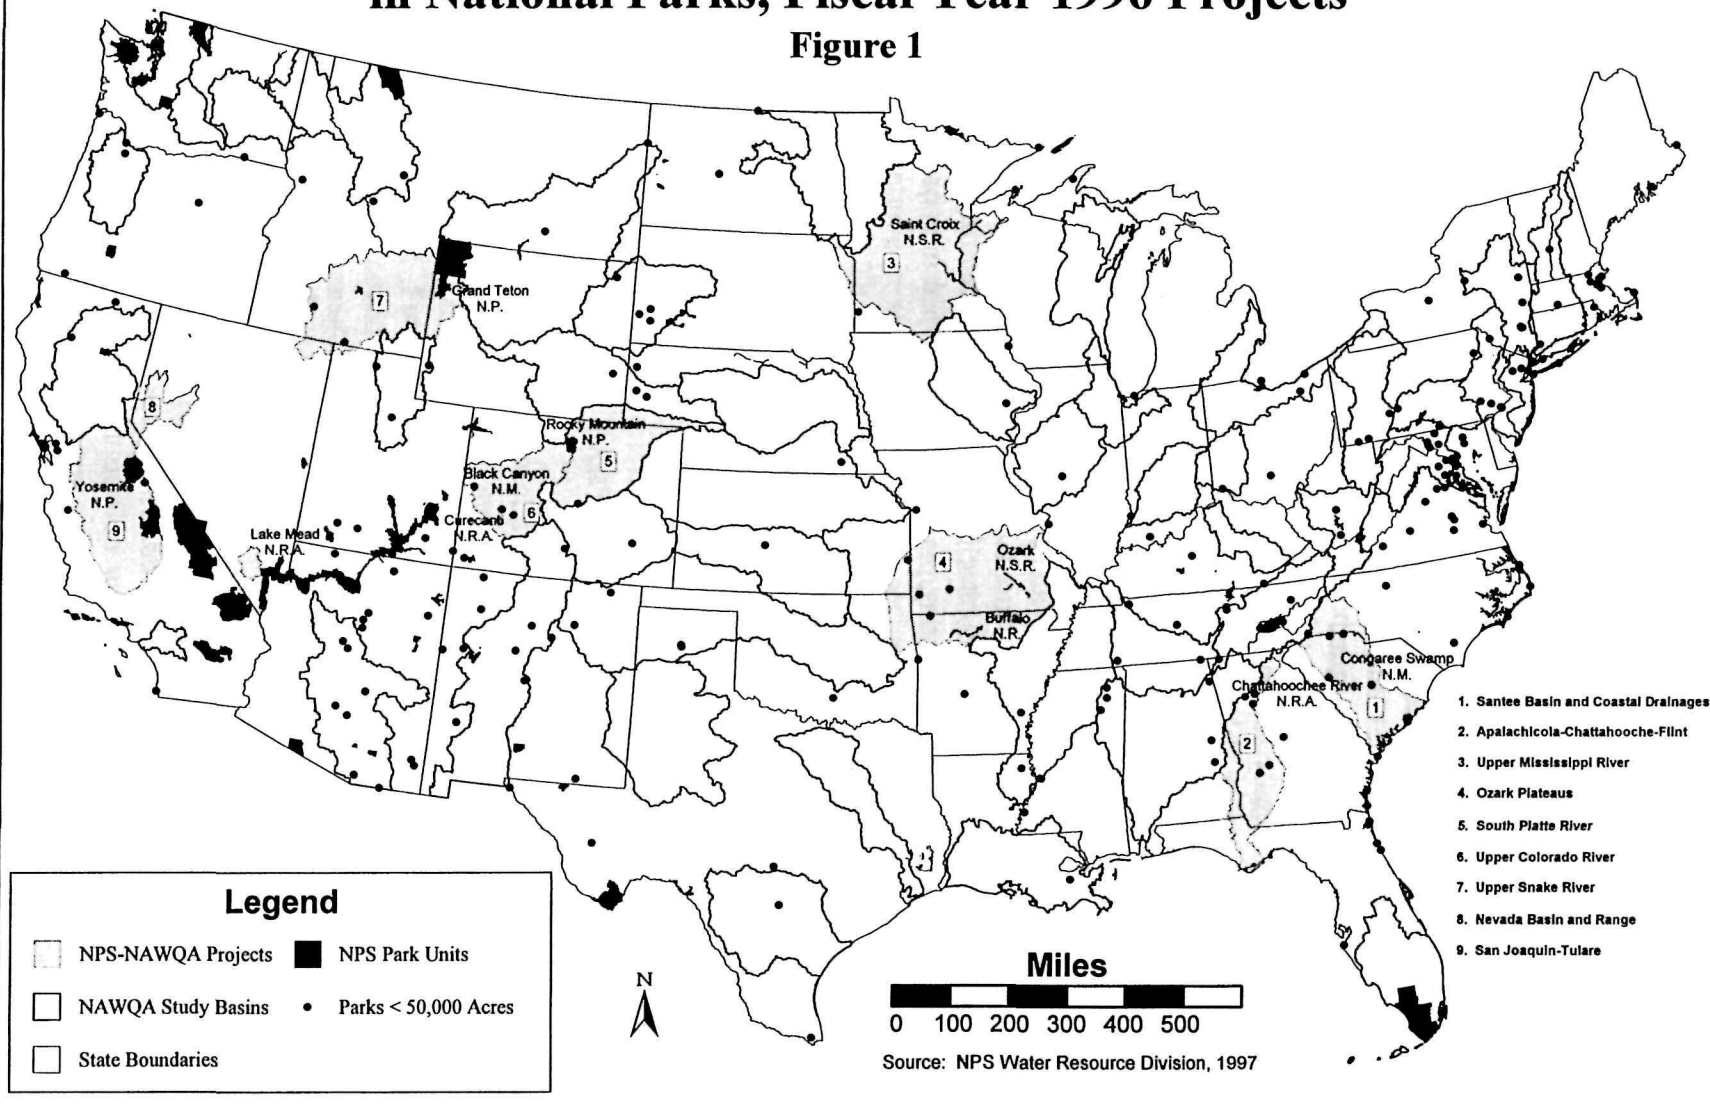 in National Parks, Fiscal Year 1996 Projects
Figure 1
Saint Croix
N.S.R.
3
7
Grand Teton
N.P.
8
Rocky Mountain
N.P.
5
Black Canyon
N.M.
6
Curecanti
N.R.A.
Yosemite
N.P.
9
Lake Mead
N.R.A.
4
Ozark
N.S.R.
Buffalo
N.R.
Congaree Swamp
N.M.
Chattahoochee River
N.R.A.
1
2
1. Santee Basin and Coastal Drainages
2. Apalachicola-Chattahooche-Flint
3. Upper Mississippi River
4. Ozark Plateaus
5. South Platte River
6. Upper Colorado River
7. Upper Snake River
8. Nevada Basin and Range
9. San Joaquin-Tulare
Legend
NPS-NAWQA Projects
NPS Park Units
NAWQA Study Basins
Parks < 50,000 Acres
State Boundaries
N
Miles
0 100 200 300 400 500
Source: NPS Water Resource Division, 1997